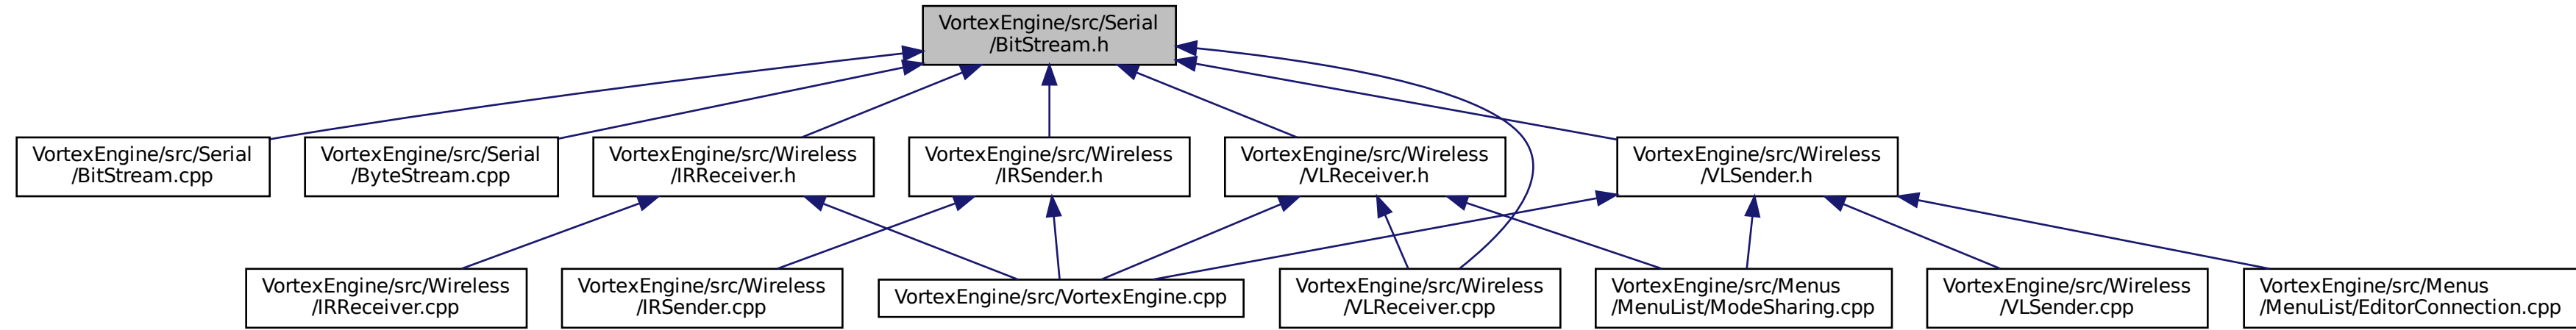 VortexEngine/src/Serial
/BitStream.h
VortexEngine/src/Serial
/BitStream.cpp
VortexEngine/src/Serial
/ByteStream.cpp
VortexEngine/src/Wireless
/IRReceiver.h
VortexEngine/src/Wireless
/IRSender.h
VortexEngine/src/Wireless
/VLReceiver.h
VortexEngine/src/Wireless
/VLSender.h
VortexEngine/src/Wireless
/IRReceiver.cpp
VortexEngine/src/Wireless
/IRSender.cpp
VortexEngine/src/VortexEngine.cpp
VortexEngine/src/Wireless
/VLReceiver.cpp
VortexEngine/src/Menus
/MenuList/ModeSharing.cpp
VortexEngine/src/Wireless
/VLSender.cpp
VortexEngine/src/Menus
/MenuList/EditorConnection.cpp